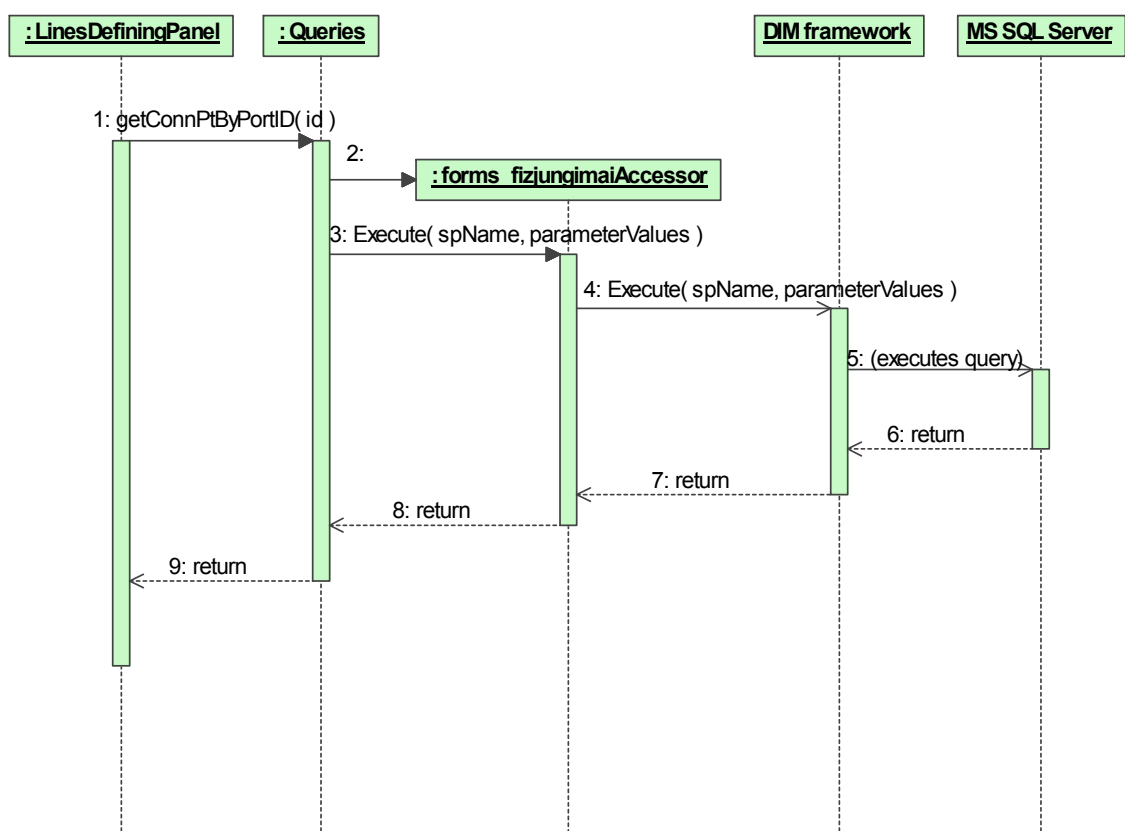 : LinesDefiningPanel
: Queries
DIM framework
MS SQL Server
1: getConnPtByPortID( id )
2:
: forms_fizjungimaiAccessor
3: Execute( spName, parameterValues )
4: Execute( spName, parameterValues )
5: (executes query)
6: return
7: return
8: return
9: return